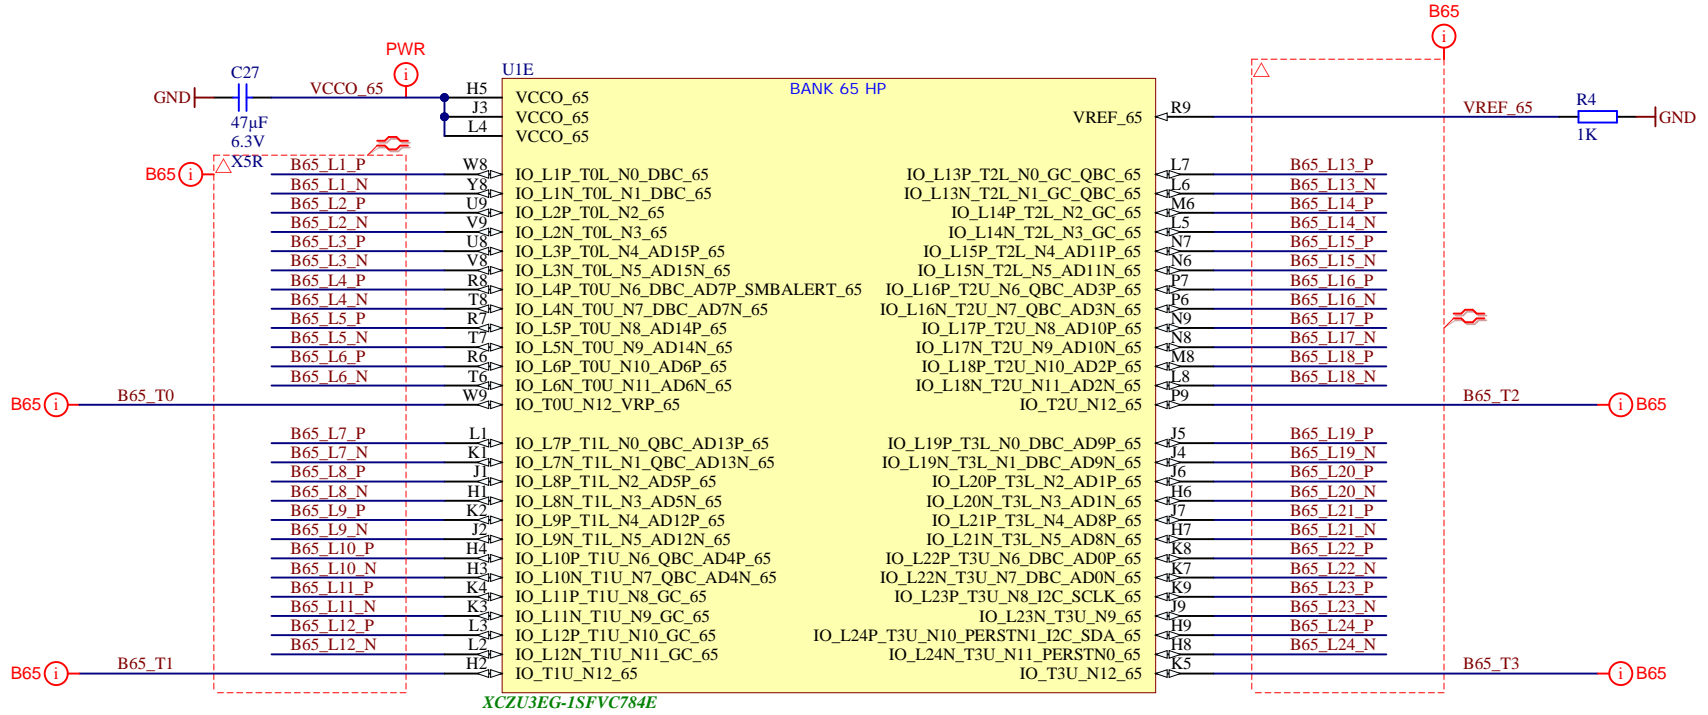 B65
i
PWR
i
U1E
C27
BANK 65 HP
GND
VCCO_65
H5
VCCO_65
J3
VCCO_65
L4
VCCO_65
47µF
6.3V
X5R
R9
VREF_65
VREF_65
R4
1K
GND
B65
i
B65_L1_P W8 IO_L1P_T0L_N0_DBC_65
B65_L1_N Y8 IO_L1N_T0L_N1_DBC_65
B65_L2_P U9 IO_L2P_T0L_N2_65
B65_L2_N V9 IO_L2N_T0L_N3_65
B65_L3_P U8 IO_L3P_T0L_N4_AD15P_65
B65_L3_N V8 IO_L3N_T0L_N5_AD15N_65
B65_L4_P R8 IO_L4P_T0U_N6_DBC_AD7P_SMBALERT_65
B65_L4_N T8 IO_L4N_T0U_N7_DBC_AD7N_65
B65_L5_P R7 IO_L5P_T0U_N8_AD14P_65
B65_L5_N T7 IO_L5N_T0U_N9_AD14N_65
B65_L6_P R6 IO_L6P_T0U_N10_AD6P_65
B65_L6_N T6 IO_L6N_T0U_N11_AD6N_65
B65 i B65_T0 W9 IO_T0U_N12_VRP_65
B65_L7_P L1 IO_L7P_T1L_N0_QBC_AD13P_65
B65_L7_N K1 IO_L7N_T1L_N1_QBC_AD13N_65
B65_L8_P J1 IO_L8P_T1L_N2_AD5P_65
B65_L8_N H1 IO_L8N_T1L_N3_AD5N_65
B65_L9_P K2 IO_L9P_T1L_N4_AD12P_65
B65_L9_N J2 IO_L9N_T1L_N5_AD12N_65
B65_L10_P H4 IO_L10P_T1U_N6_QBC_AD4P_65
B65_L10_N H3 IO_L10N_T1U_N7_QBC_AD4N_65
B65_L11_P K4 IO_L11P_T1U_N8_GC_65
B65_L11_N K3 IO_L11N_T1U_N9_GC_65
B65_L12_P L3 IO_L12P_T1U_N10_GC_65
B65_L12_N L2 IO_L12N_T1U_N11_GC_65
B65 i B65_T1 H2 IO_T1U_N12_65
IO_L13P_T2L_N0_GC_QBC_65 L7 B65_L13_P
IO_L13N_T2L_N1_GC_QBC_65 L6 B65_L13_N
IO_L14P_T2L_N2_GC_65 M6 B65_L14_P
IO_L14N_T2L_N3_GC_65 L5 B65_L14_N
IO_L15P_T2L_N4_AD11P_65 N7 B65_L15_P
IO_L15N_T2L_N5_AD11N_65 N6 B65_L15_N
IO_L16P_T2U_N6_QBC_AD3P_65 P7 B65_L16_P
IO_L16N_T2U_N7_QBC_AD3N_65 P6 B65_L16_N
IO_L17P_T2U_N8_AD10P_65 N9 B65_L17_P
IO_L17N_T2U_N9_AD10N_65 N8 B65_L17_N
IO_L18P_T2U_N10_AD2P_65 M8 B65_L18_P
IO_L18N_T2U_N11_AD2N_65 L8 B65_L18_N
IO_T2U_N12_65 P9 B65_T2 i B65
IO_L19P_T3L_N0_DBC_AD9P_65 J5 B65_L19_P
IO_L19N_T3L_N1_DBC_AD9N_65 J4 B65_L19_N
IO_L20P_T3L_N2_AD1P_65 J6 B65_L20_P
IO_L20N_T3L_N3_AD1N_65 H6 B65_L20_N
IO_L21P_T3L_N4_AD8P_65 J7 B65_L21_P
IO_L21N_T3L_N5_AD8N_65 H7 B65_L21_N
IO_L22P_T3U_N6_DBC_AD0P_65 K8 B65_L22_P
IO_L22N_T3U_N7_DBC_AD0N_65 K7 B65_L22_N
IO_L23P_T3U_N8_I2C_SCLK_65 K9 B65_L23_P
IO_L23N_T3U_N9_65 J9 B65_L23_N
IO_L24P_T3U_N10_PERSTN1_I2C_SDA_65 H9 B65_L24_P
IO_L24N_T3U_N11_PERSTN0_65 H8 B65_L24_N
IO_T3U_N12_65 K5 B65_T3 i B65
XCZU3EG-1SFVC784E